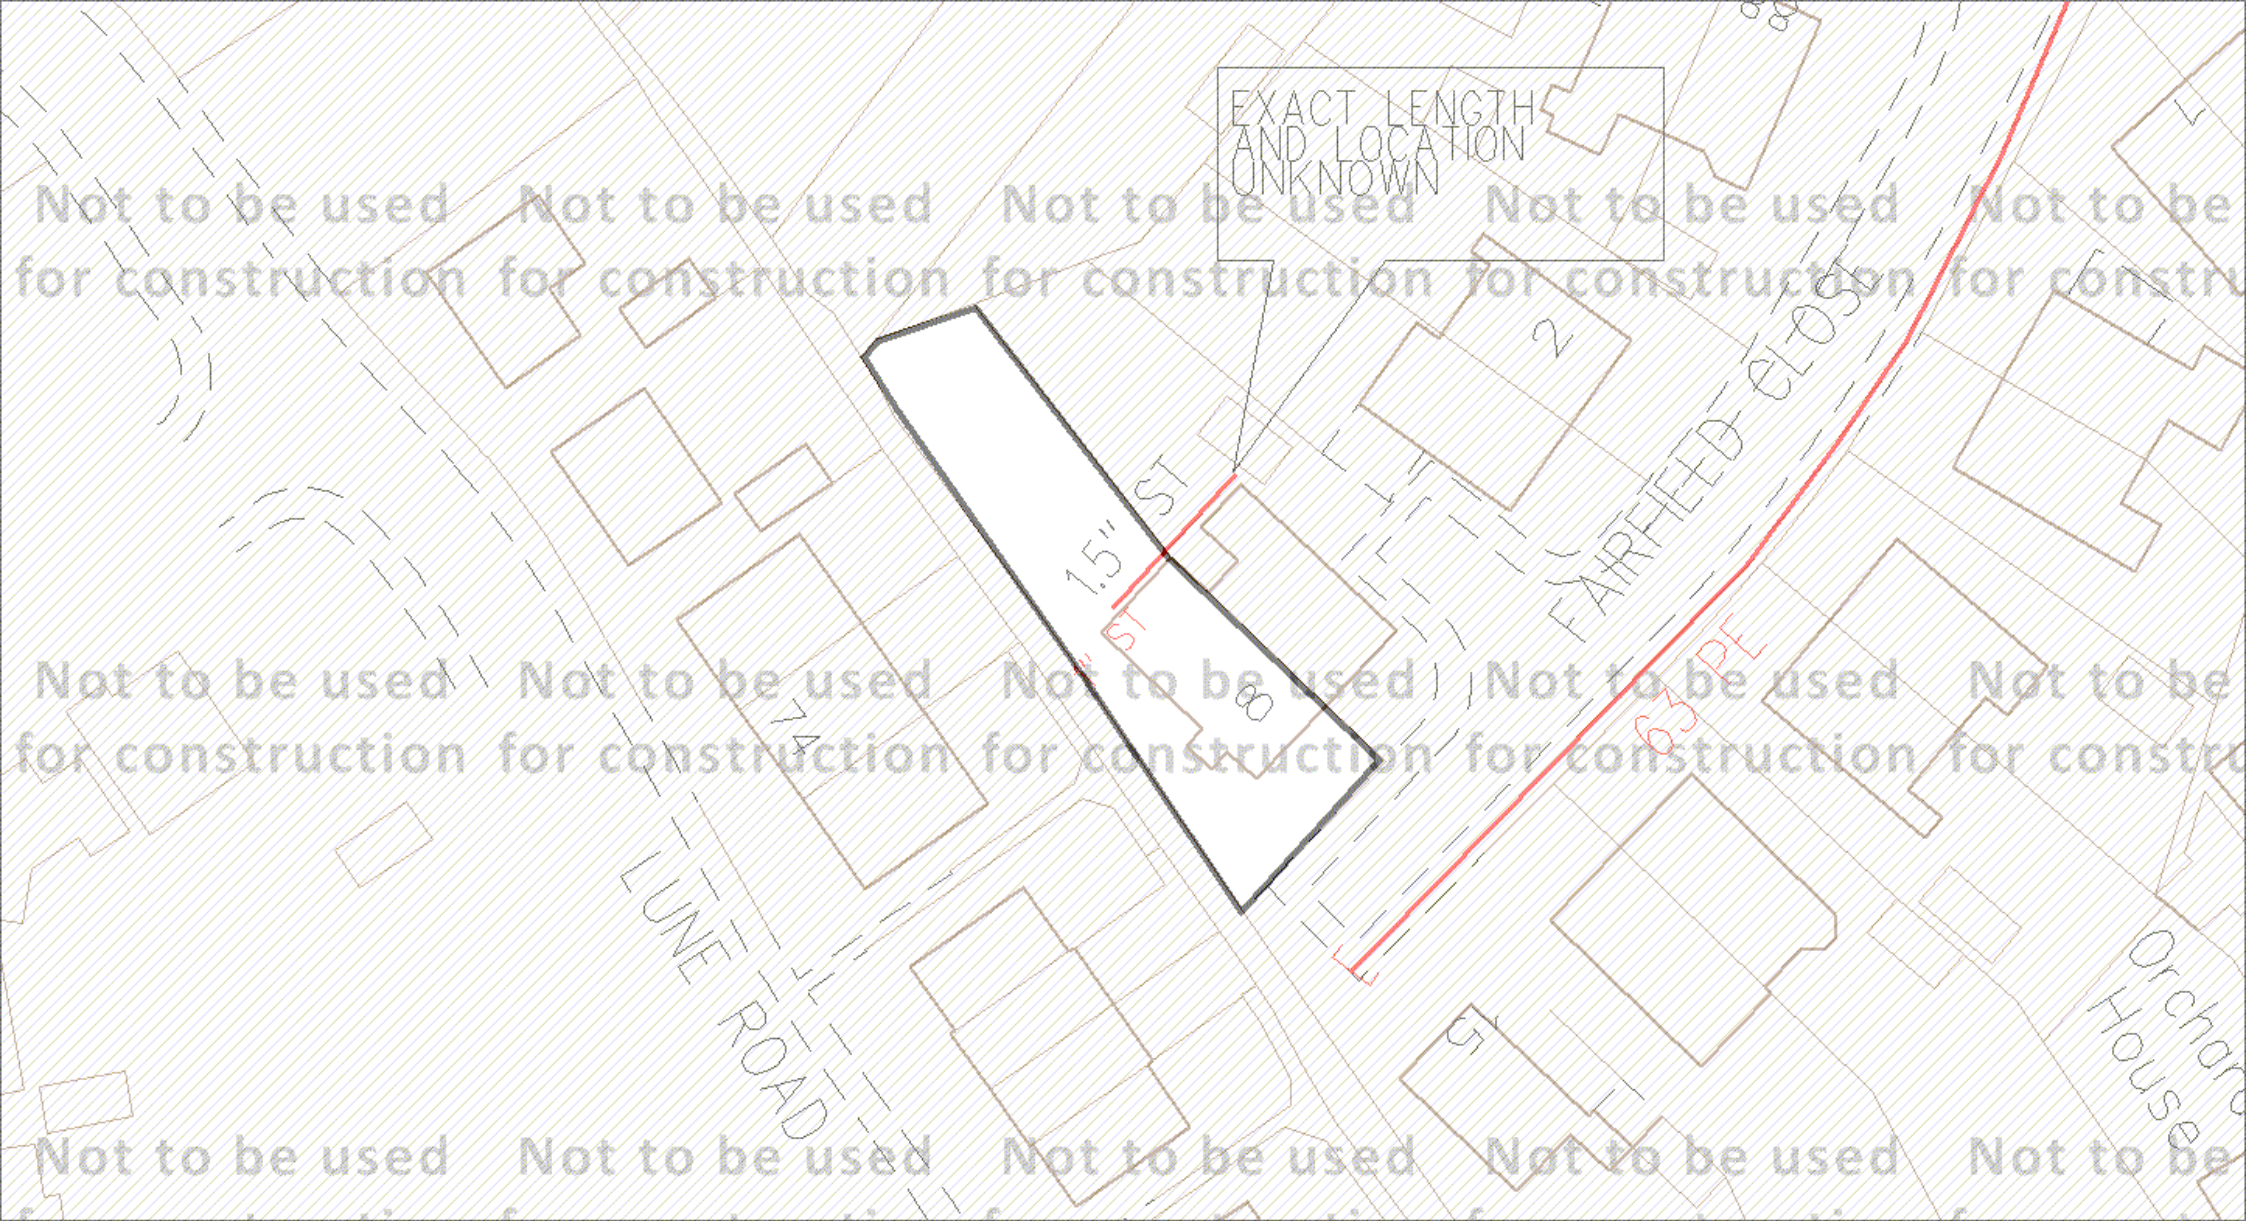 88
EXACT LENGTH
AND LOCATION
UNKNOWN
Not to be used Not to be used Not to be used Not to be used Not to be
for construction for construction for construction for construction for constru
2
FAIRFIELD CLOSE
1.5" ST
ST
63 PE
8
74
Not to be used Not to be used Not to be used Not to be used Not to be
for construction for construction for construction for construction for constru
LUNE ROAD
LE
5
Orchard
House
Not to be used Not to be used Not to be used Not to be used Not to be